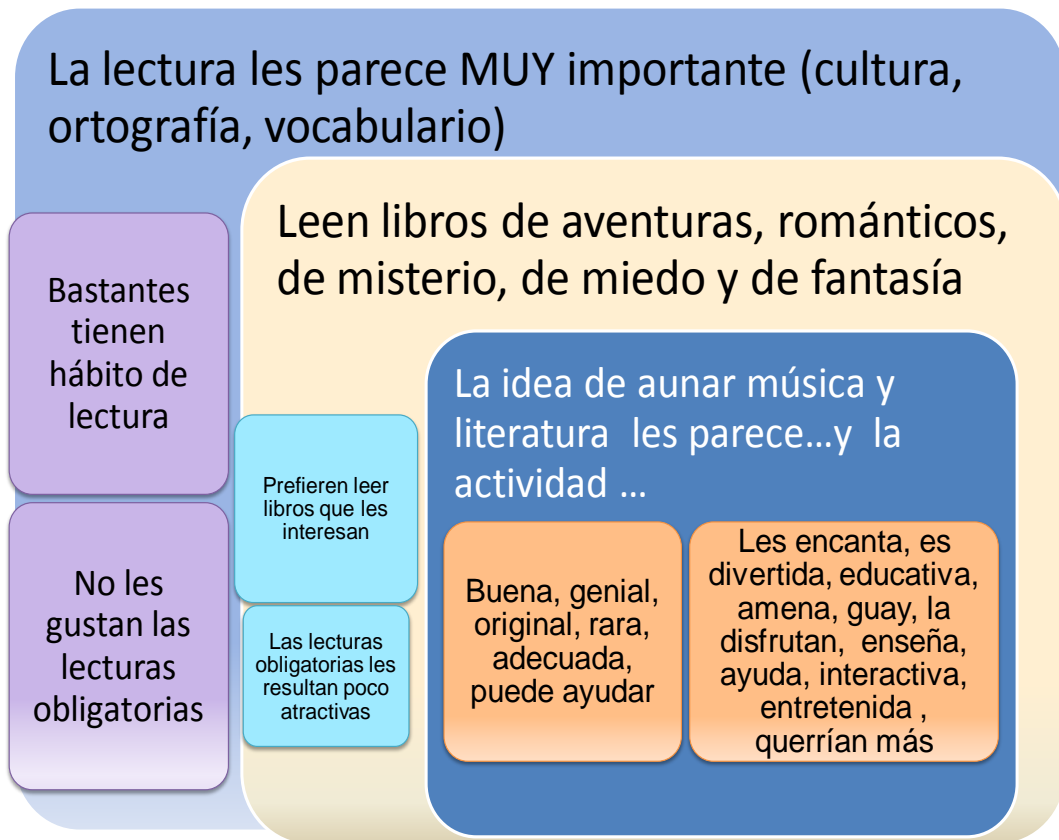 La lectura les parece MUY importante (cultura,
ortografía, vocabulario)
Bastantes
tienen
hábito de
lectura
No les
gustan las
lecturas
obligatorias
Leen libros de aventuras, románticos,
de misterio, de miedo y de fantasía
Prefieren leer
libros que les
interesan
Las lecturas
obligatorias les
resultan poco
atractivas
La idea de aunar música y
literatura les parece...y la
actividad ...
Buena, genial,
original, rara,
adecuada,
puede ayudar
Les encanta, es
divertida, educativa,
amena, guay, la
disfrutan, enseña,
ayuda, interactiva,
entretenida ,
querrían más